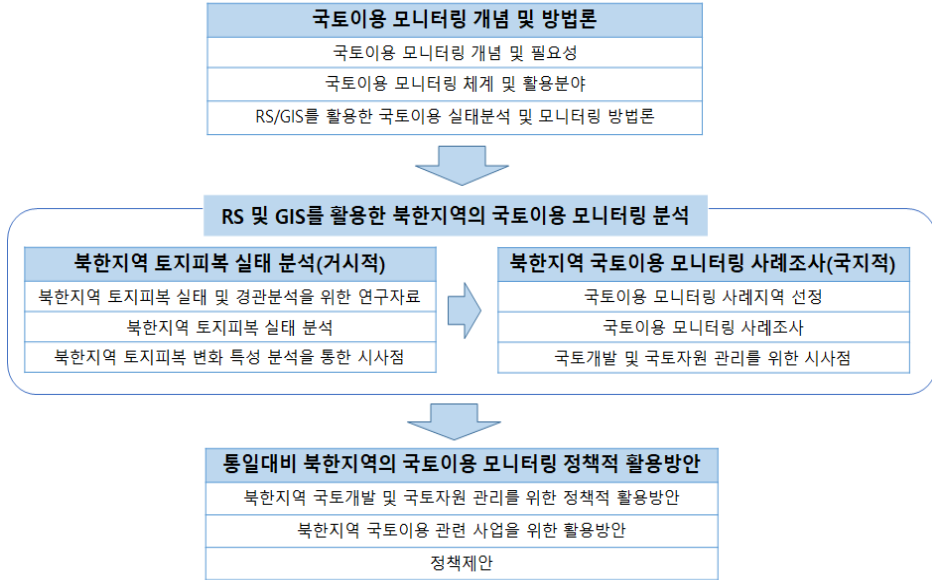 국토이용 모니터링 개념 및 방법론
국토이용 모니터링 개념 및 필요성
국토이용 모니터링 체계 및 활용분야
RS/GIS를 활용한 국토이용 실태분석 및 모니터링 방법론
RS 및 GIS를 활용한 북한지역의 국토이용 모니터링 분석
북한지역 토지피복 실태 분석(거시적)
북한지역 토지피복 실태 및 경관분석을 위한 연구자료
북한지역 토지피복 실태 분석
북한지역 토지피복 변화 특성 분석을 통한 시사점
북한지역 국토이용 모니터링 사례조사(국지적)
국토이용 모니터링 사례지역 선정
국토이용 모니터링 사례조사
국토개발 및 국토자원 관리를 위한 시사점
통일대비 북한지역의 국토이용 모니터링 정책적 활용방안
북한지역 국토개발 및 국토자원 관리를 위한 정책적 활용방안
북한지역 국토이용 관련 사업을 위한 활용방안
정책제안